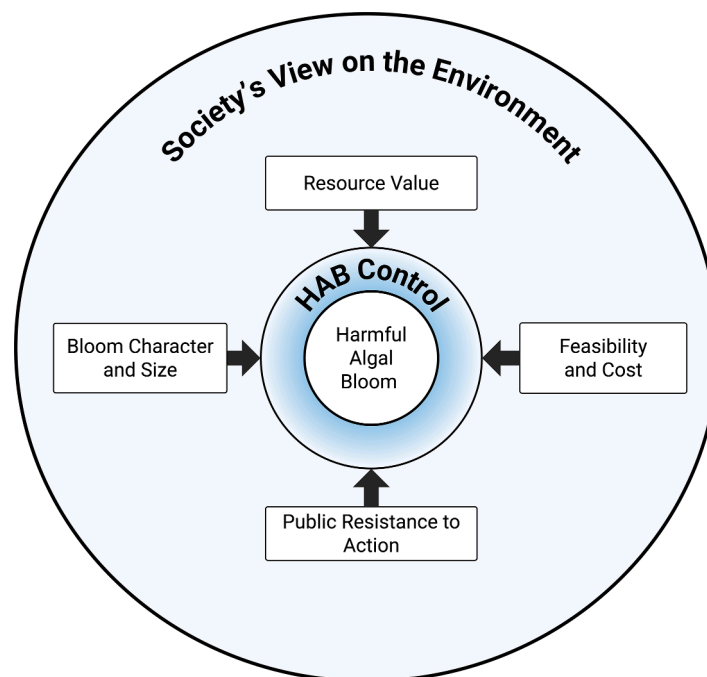 Society's View on the Environment
Resource Value
HAB Control
Harmful
Algal
Bloom
Bloom Character
and Size
Feasibility
and Cost
Public Resistance to
Action